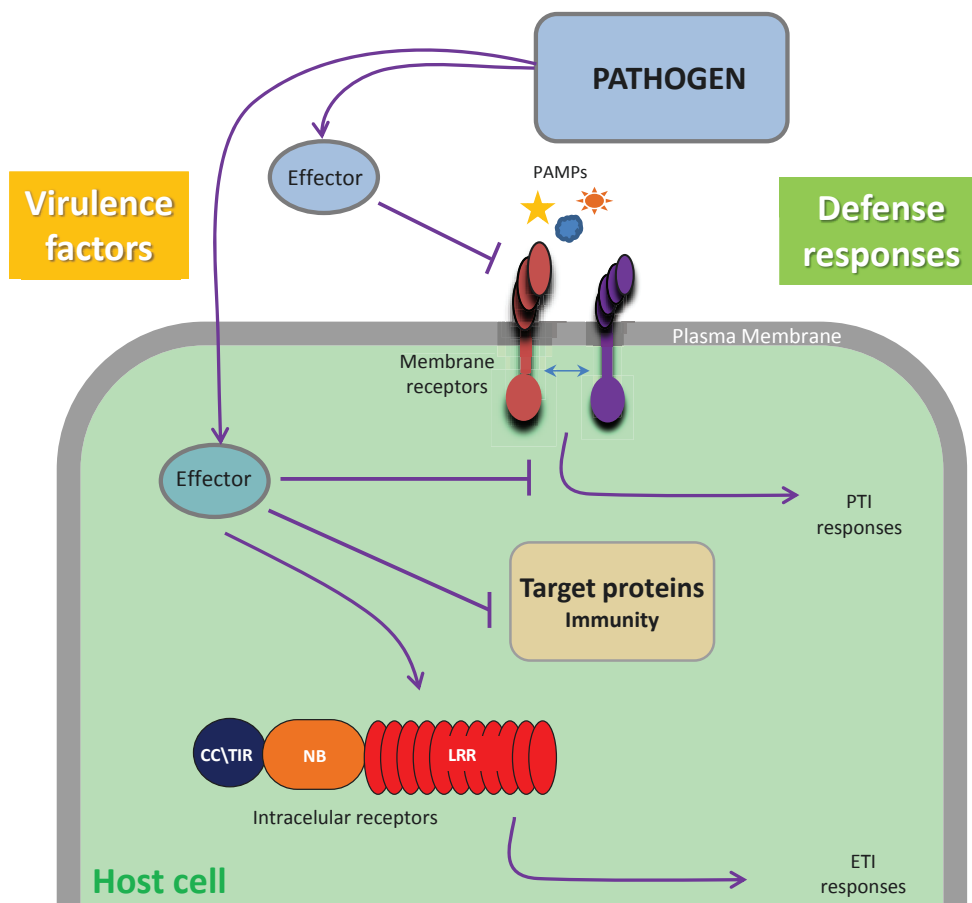 PATHOGEN
Effector
PAMPs
Virulence
factors
Defense
responses
Plasma Membrane
Membrane
receptors
Effector
PTI
responses
Target proteins
Immunity
CC\TIR
NB
LRR
Intracelular receptors
Host cell
ETI
responses